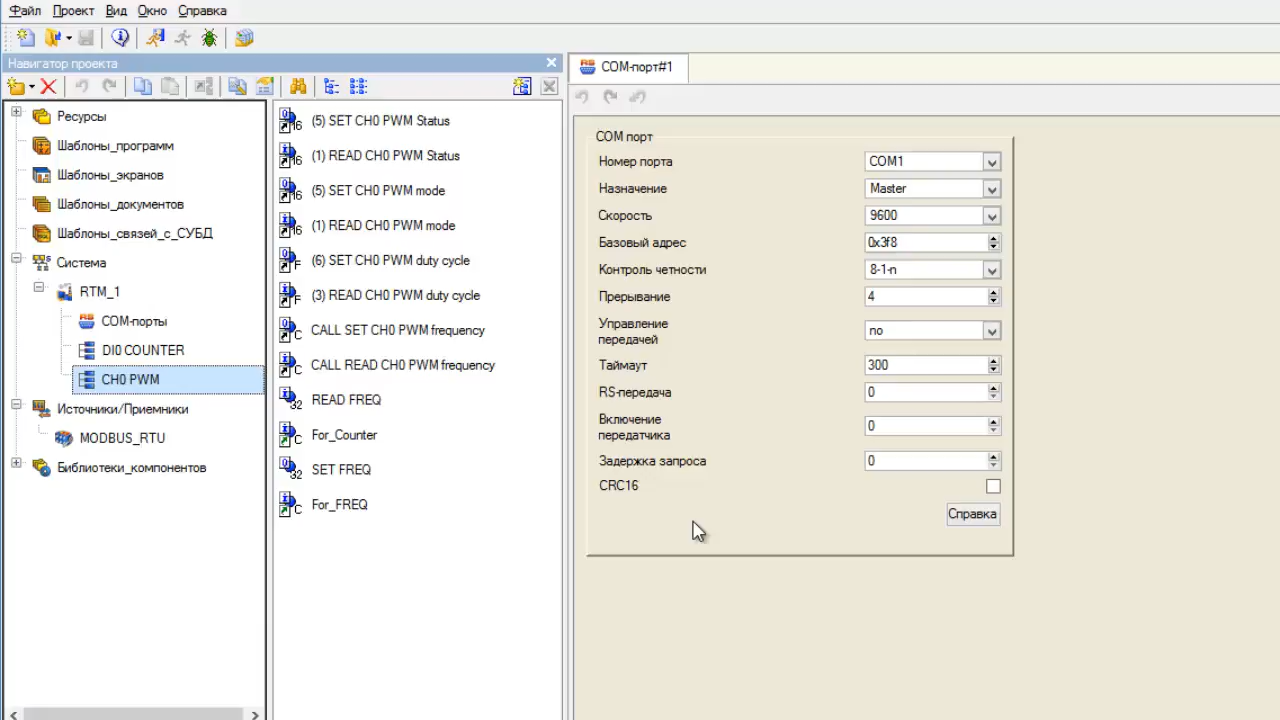 Файл Проект Вид Окно Справка
Навигатор проекта
Ресурсы
Шаблоны_программ
Шаблоны_экранов
Шаблоны_документов
Шаблоны_связей_с_СУБД
Система
RTM_1
COM-порты
DI0 COUNTER
CH0 PWM
Источники/Приемники
MODBUS_RTU
Библиотеки_компонентов
(5) SET CH0 PWM Status
(1) READ CH0 PWM Status
(5) SET CH0 PWM mode
(1) READ CH0 PWM mode
(6) SET CH0 PWM duty cycle
(3) READ CH0 PWM duty cycle
CALL SET CH0 PWM frequency
CALL READ CH0 PWM frequency
READ FREQ
For_Counter
SET FREQ
For_FREQ
COM-порт#1
COM порт
Номер порта COM1
Назначение Master
Скорость 9600
Базовый адрес 0x3f8
Контроль четности 8-1-n
Прерывание 4
Управление
передачей no
Таймаут 300
RS-передача 0
Включение
передатчика 0
Задержка запроса 0
CRC16
Справка